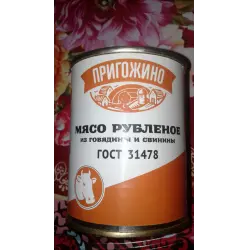 ПРИГОЖИНО
МЯСО РУБЛЕНОЕ
ИЗ ГОВЯДИНЫ И СВИНИНЫ
ГОСТ 31478